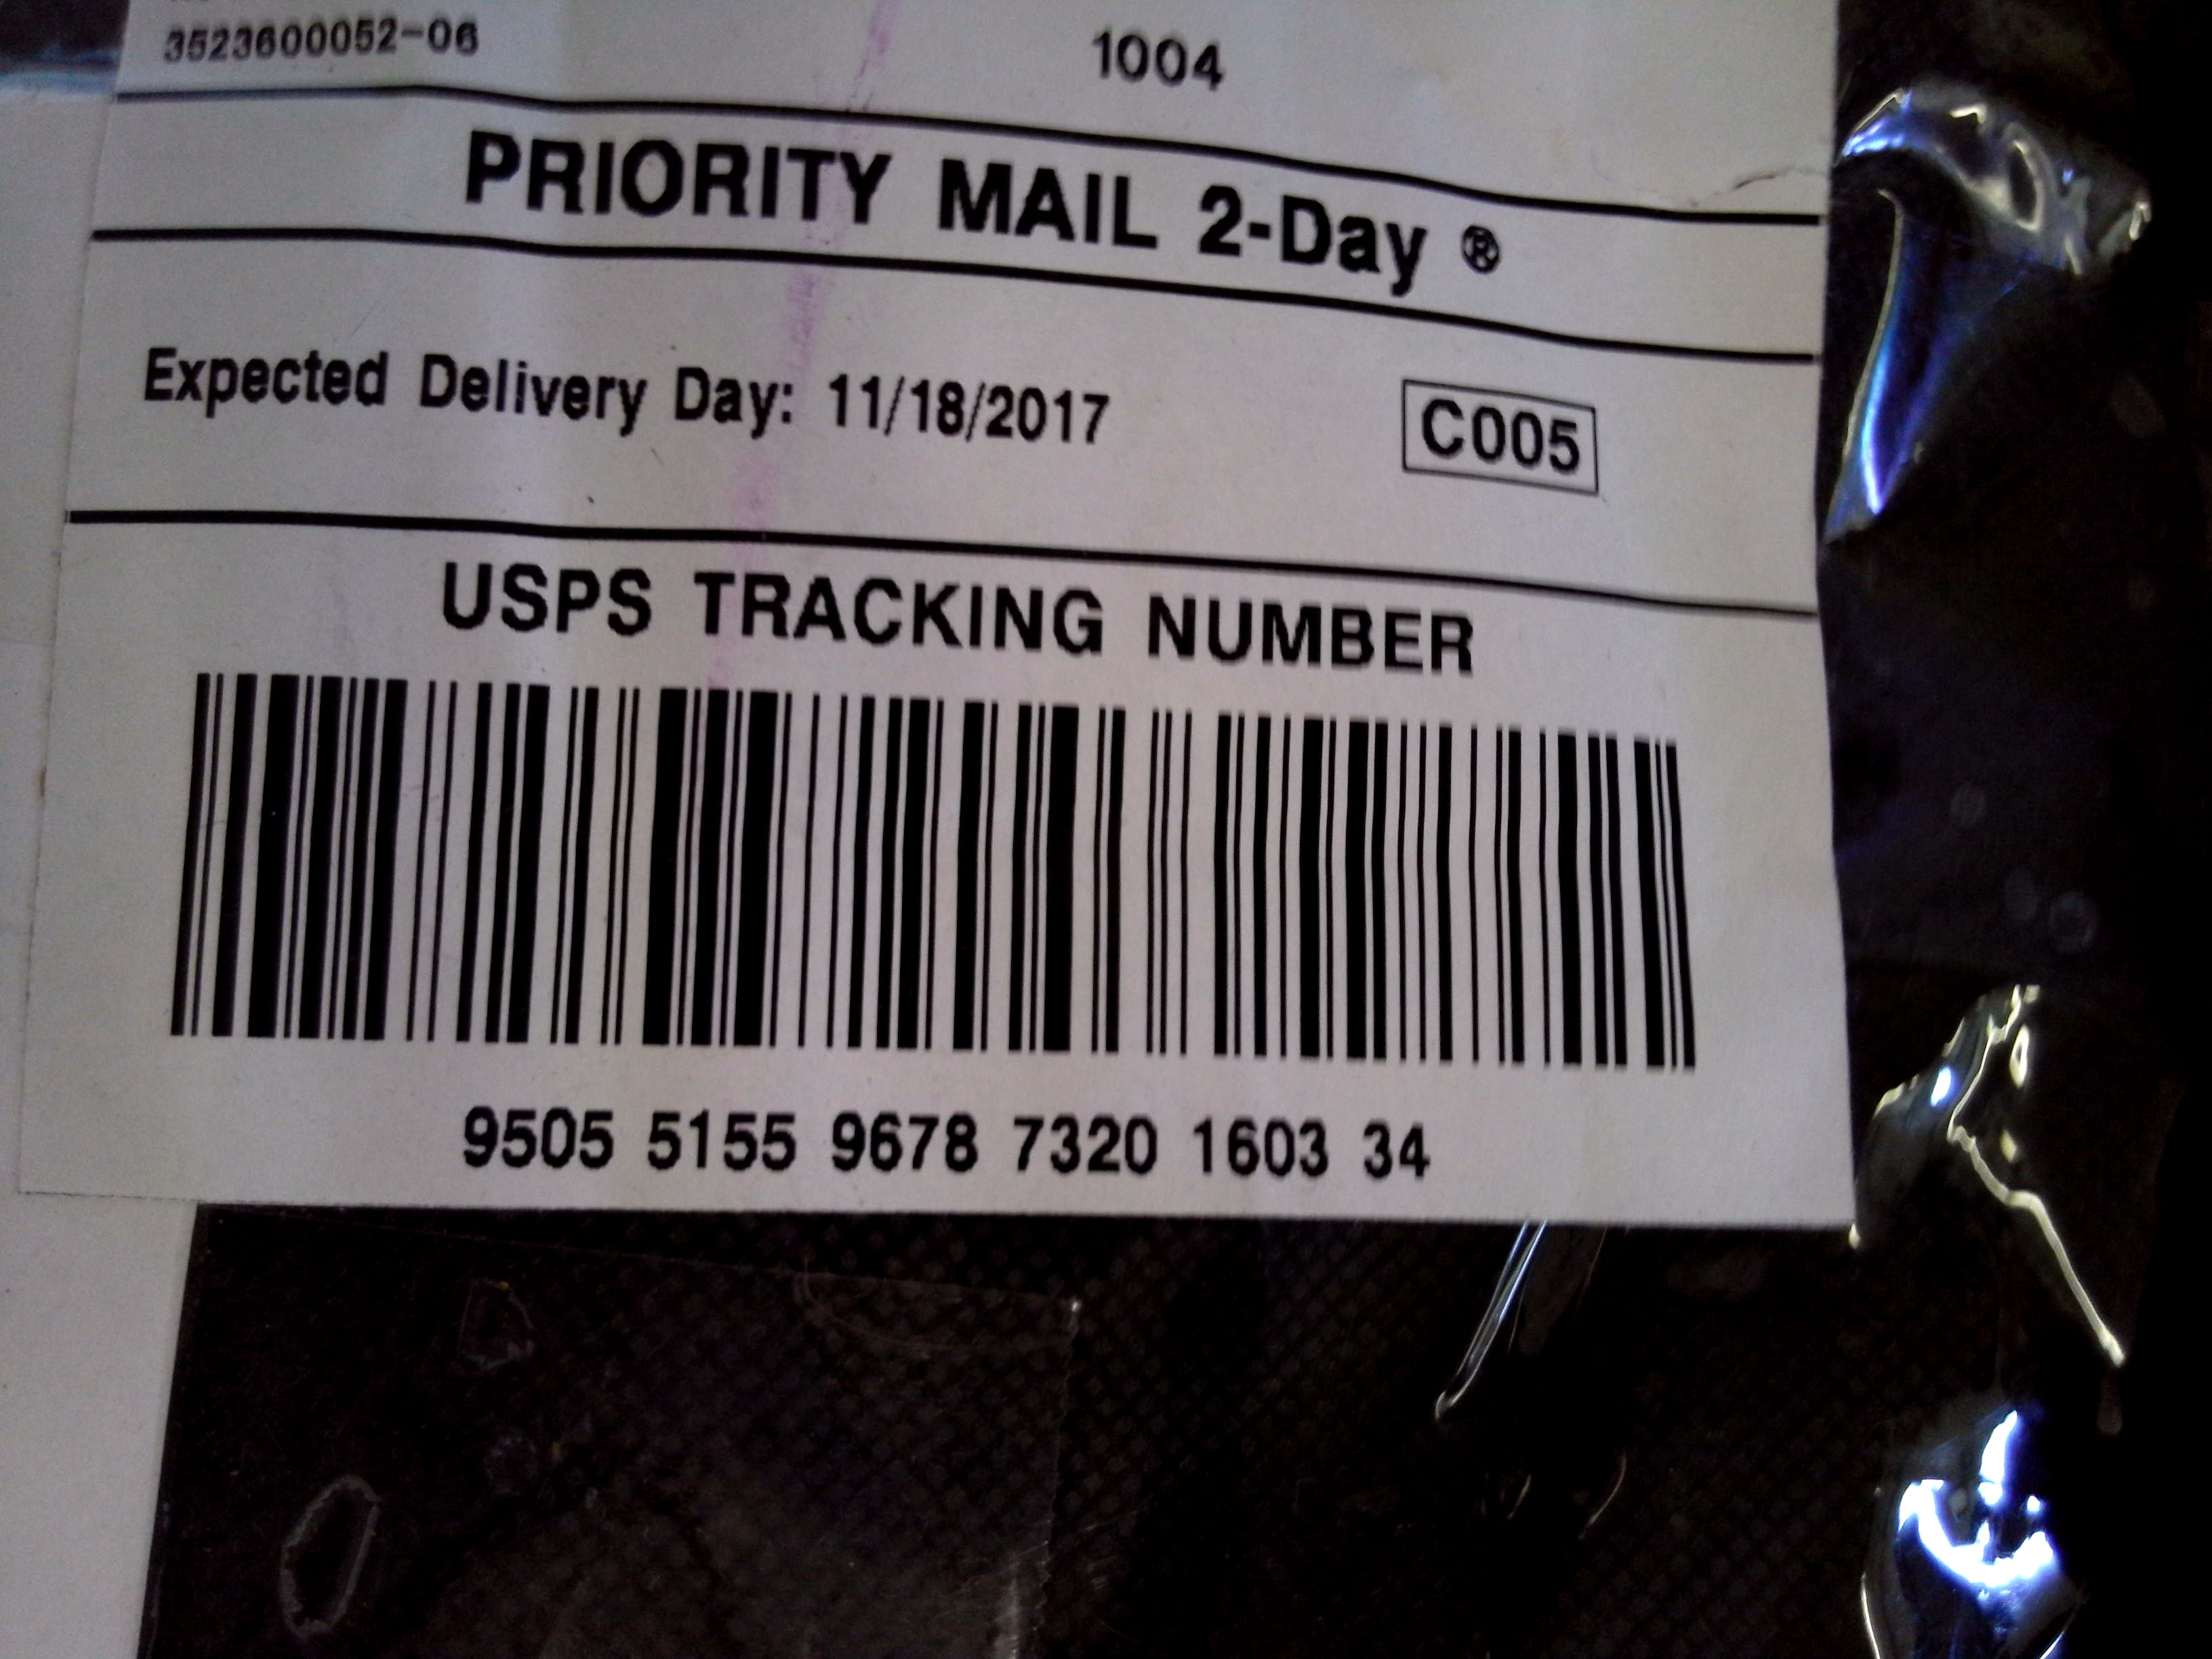 3523600052-06
1004
PRIORITY MAIL 2-Day ®
Expected Delivery Day: 11/18/2017
C005
USPS TRACKING NUMBER
9505 5155 9678 7320 1603 34